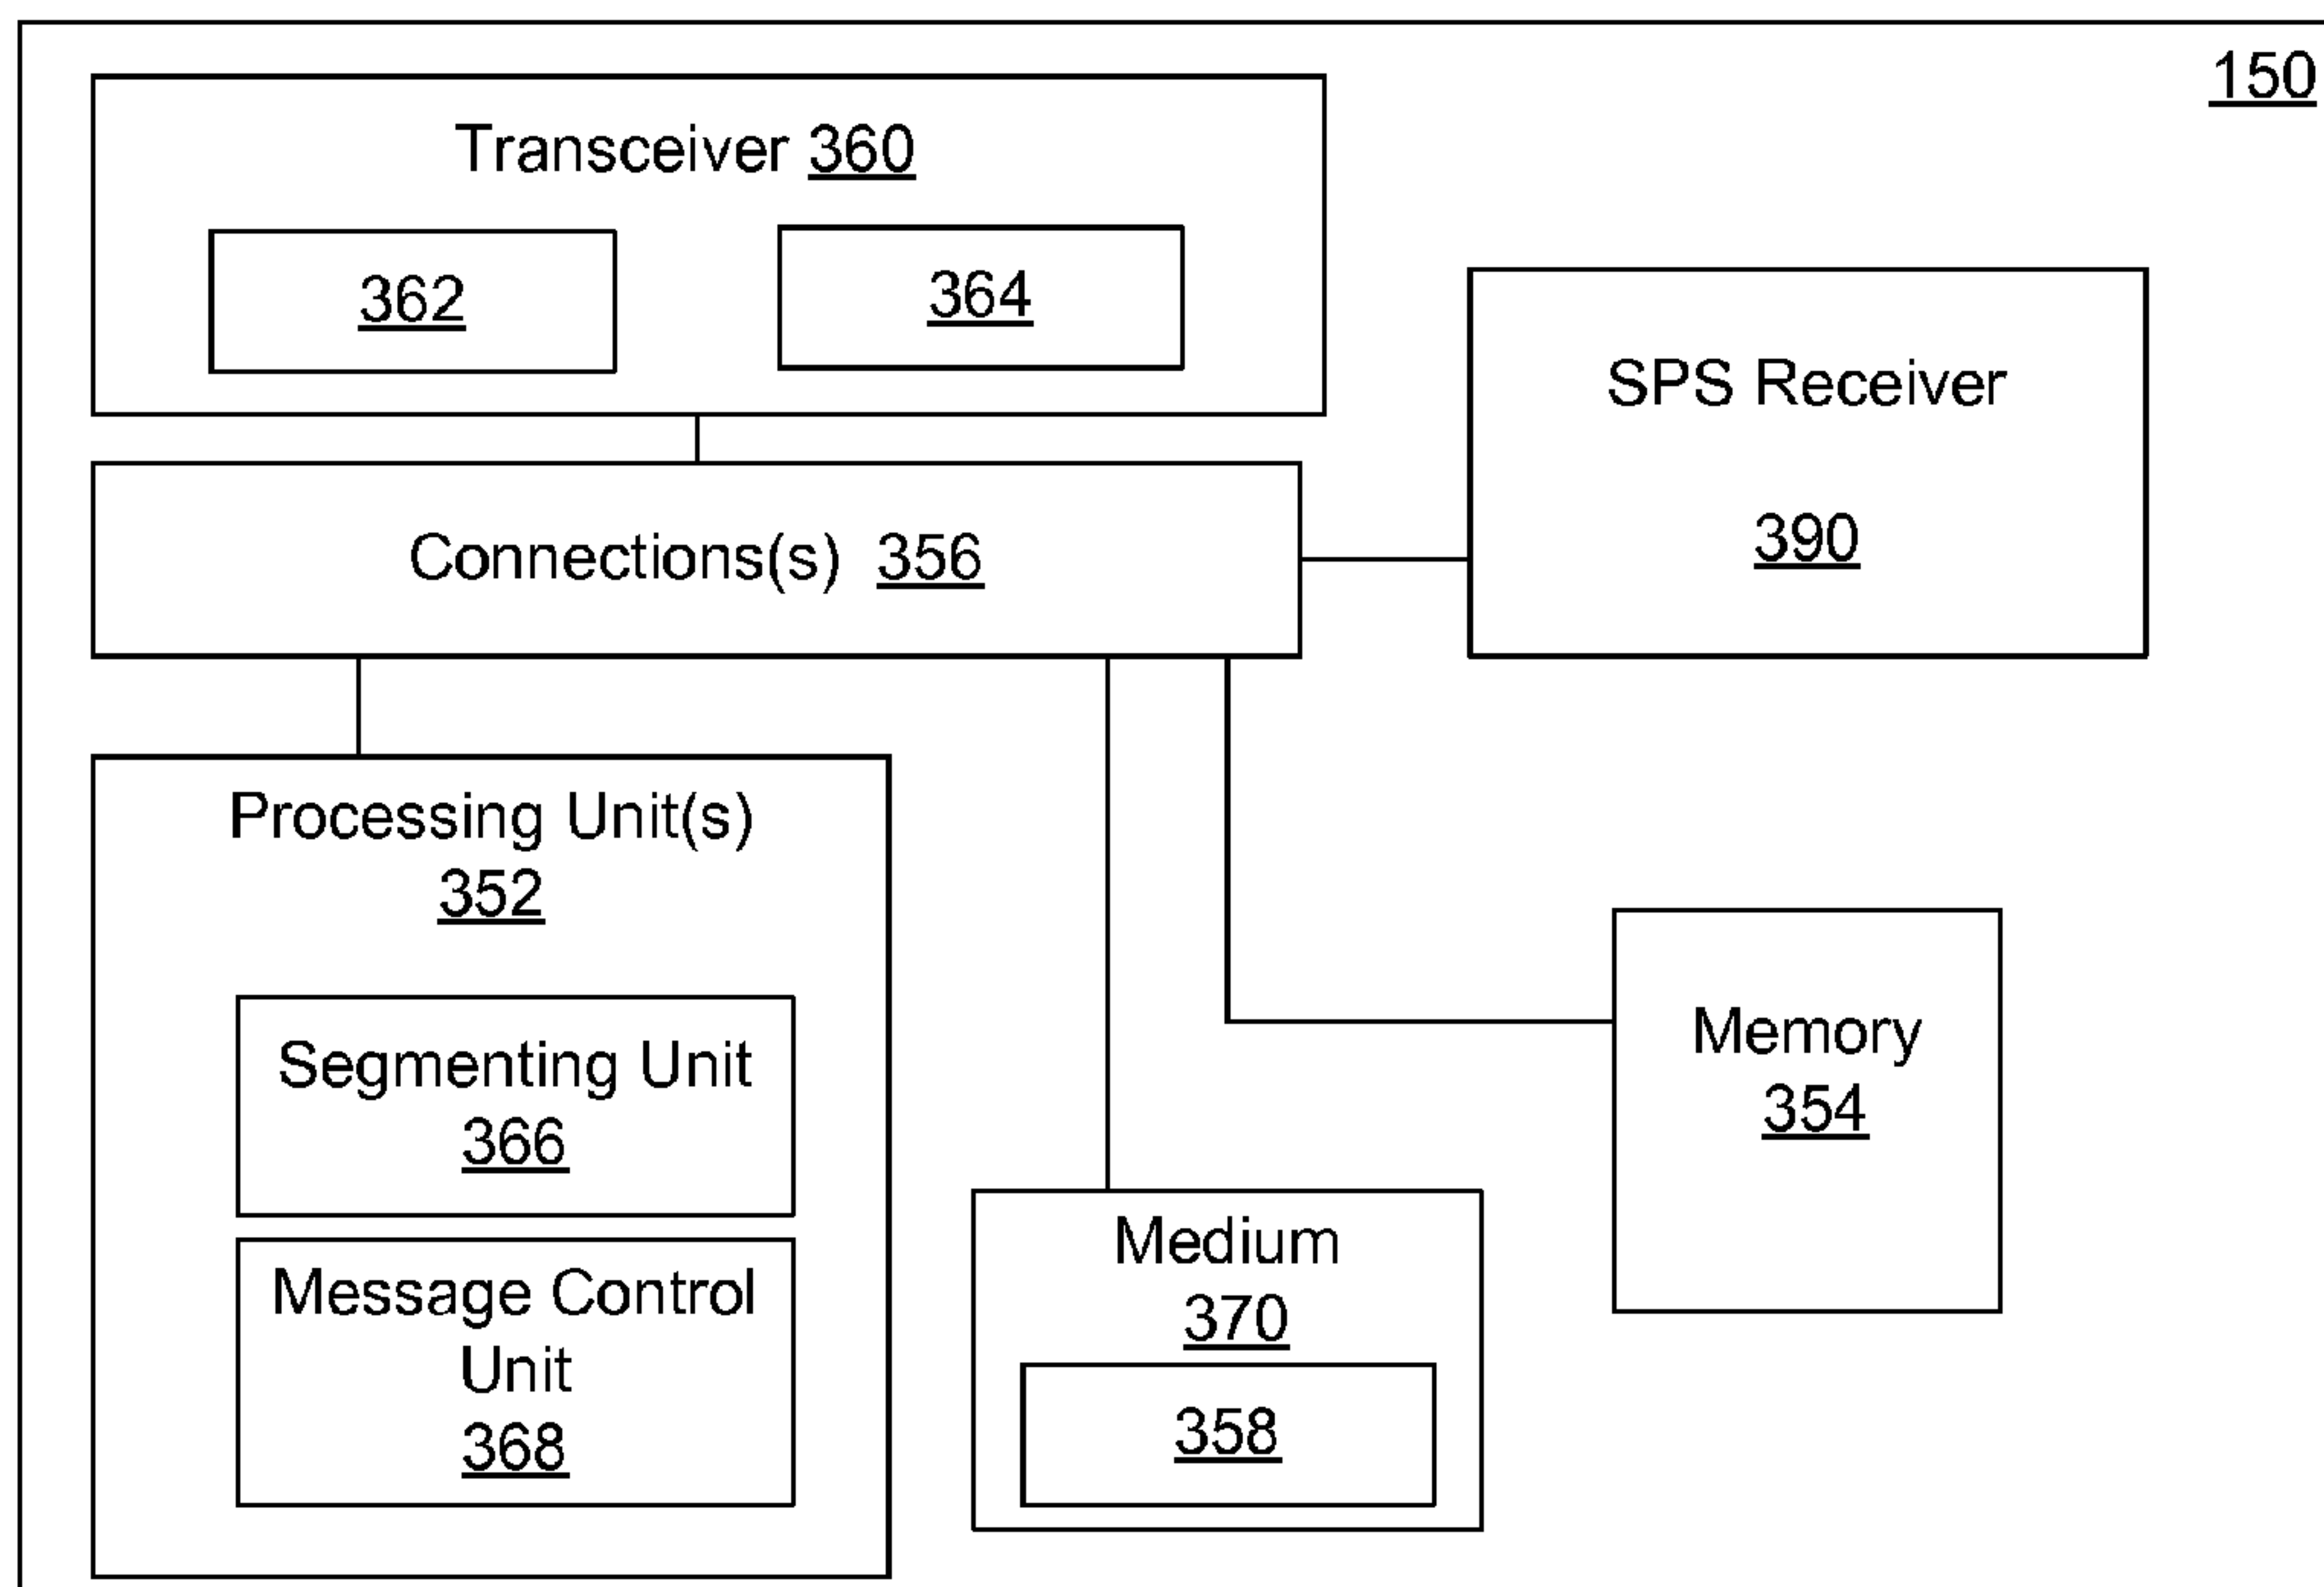 150
Transceiver 360
362
364
SPS Receiver
390
Connections(s) 356
Processing Unit(s)
352
Segmenting Unit
366
Message Control
Unit
368
Medium
370
358
Memory
354